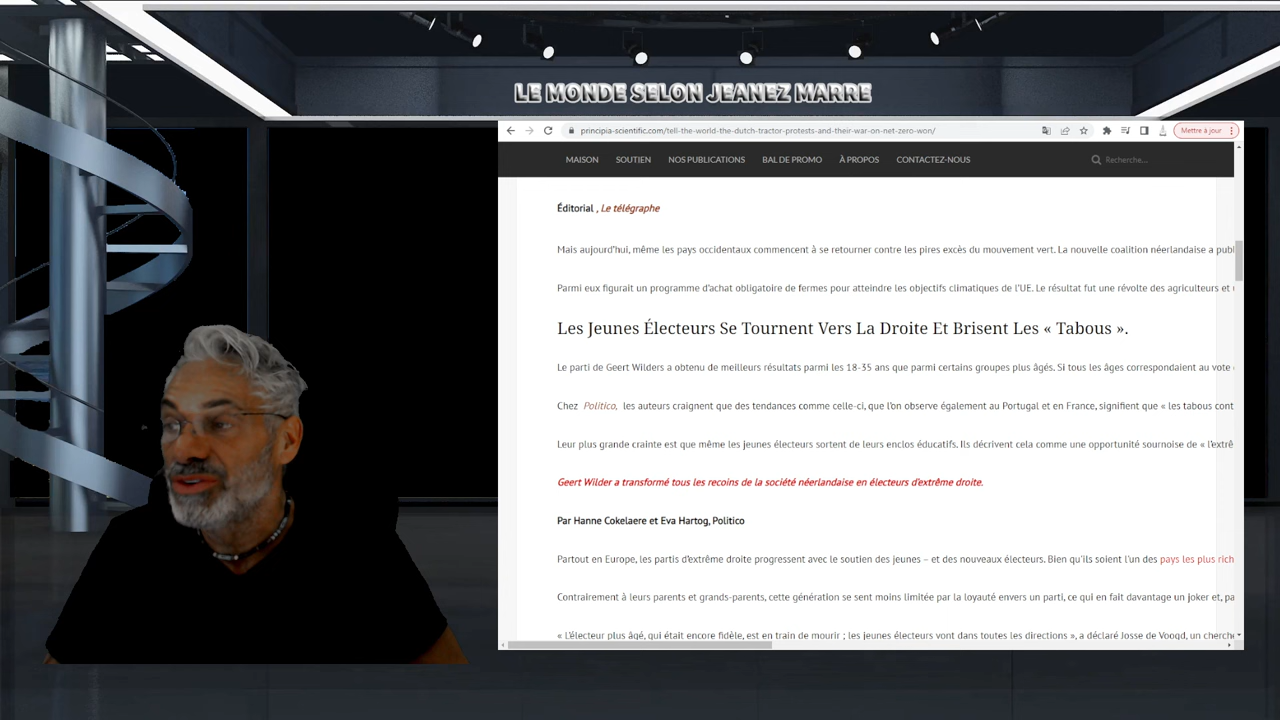 LE MONDE SELON JEANEZ MARRE
principia-scientific.com/tell-the-world-the-dutch-tractor-protests-and-their-war-on-net-zero-won/
Mettre à jour
MAISON SOUTIEN NOS PUBLICATIONS BAL DE PROMO À PROPOS CONTACTEZ-NOUS Recherche...
Éditorial , Le télégraphe
Mais aujourd'hui, même les pays occidentaux commencent à se retourner contre les pires excès du mouvement vert. La nouvelle coalition néerlandaise a publ
Parmi eux figurait un programme d'achat obligatoire de fermes pour atteindre les objectifs climatiques de l'UE. Le résultat fut une révolte des agriculteurs et
Les Jeunes Électeurs Se Tournent Vers La Droite Et Brisent Les « Tabous ».
Le parti de Geert Wilders a obtenu de meilleurs résultats parmi les 18-35 ans que parmi certains groupes plus âgés. Si tous les âges correspondaient au vote
Chez Politico, les auteurs craignent que des tendances comme celle-ci, que l'on observe également au Portugal et en France, signifient que « les tabous cont
Leur plus grande crainte est que même les jeunes électeurs sortent de leurs enclos éducatifs. Ils décrivent cela comme une opportunité sournoise de « l'extrê
Geert Wilder a transformé tous les recoins de la société néerlandaise en électeurs d'extrême droite.
Par Hanne Cokelaere et Eva Hartog, Politico
Partout en Europe, les partis d'extrême droite progressent avec le soutien des jeunes – et des nouveaux électeurs. Bien qu'ils soient l'un des pays les plus rich
Contrairement à leurs parents et grands-parents, cette génération se sent moins limitée par la loyauté envers un parti, ce qui en fait davantage un joker et, pa
« L'électeur plus âgé, qui était encore fidèle, est en train de mourir ; les jeunes électeurs vont dans toutes les directions », a déclaré Josse de Voogd, un cherche